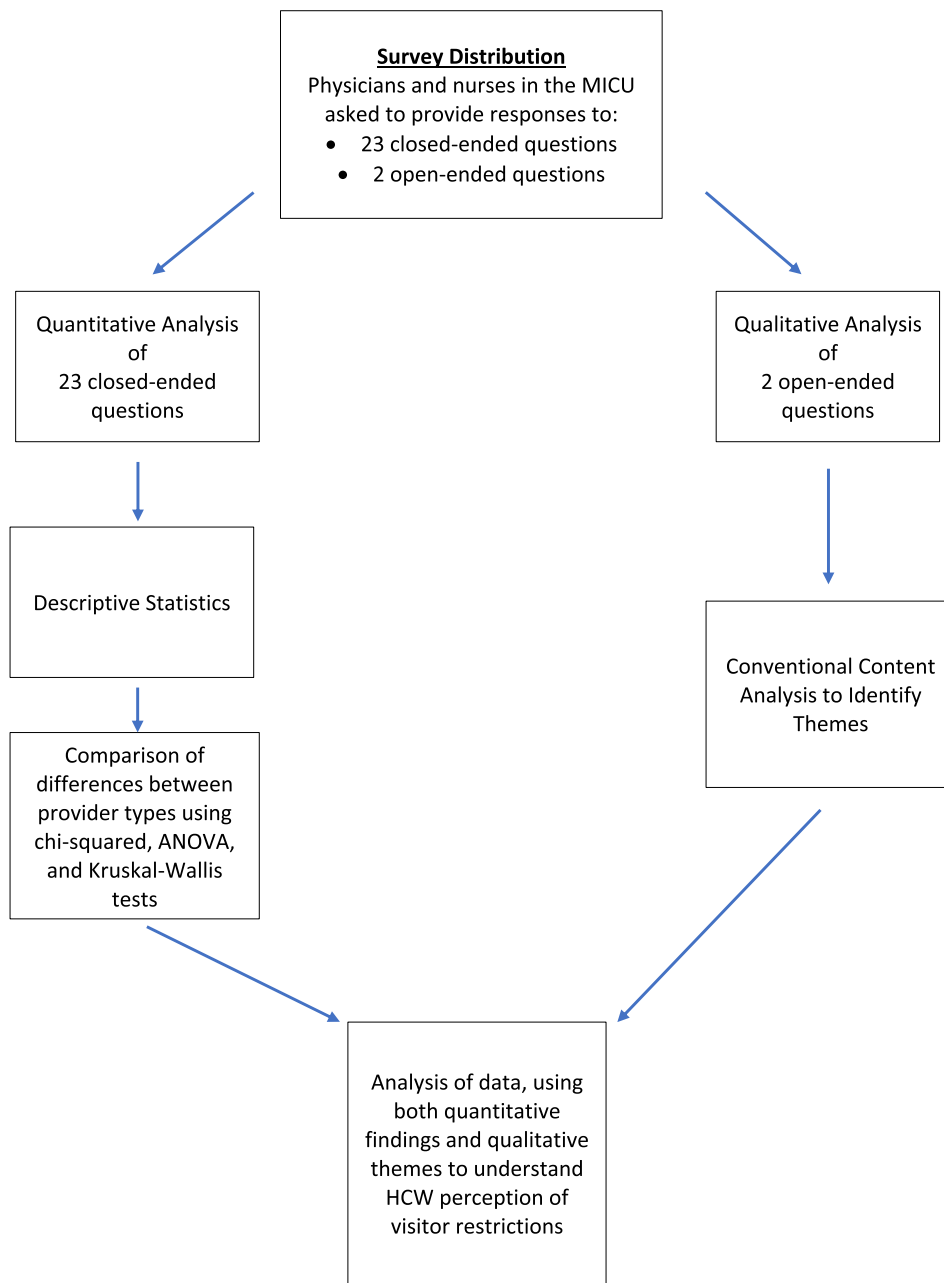 Survey Distribution
Physicians and nurses in the MICU
asked to provide responses to:
• 23 closed-ended questions
• 2 open-ended questions
Quantitative Analysis
of
23 closed-ended
questions
Qualitative Analysis
of
2 open-ended
questions
Descriptive Statistics
Conventional Content
Analysis to Identify
Themes
Comparison of
differences between
provider types using
chi-squared, ANOVA,
and Kruskal-Wallis
tests
Analysis of data, using
both quantitative
findings and qualitative
themes to understand
HCW perception of
visitor restrictions